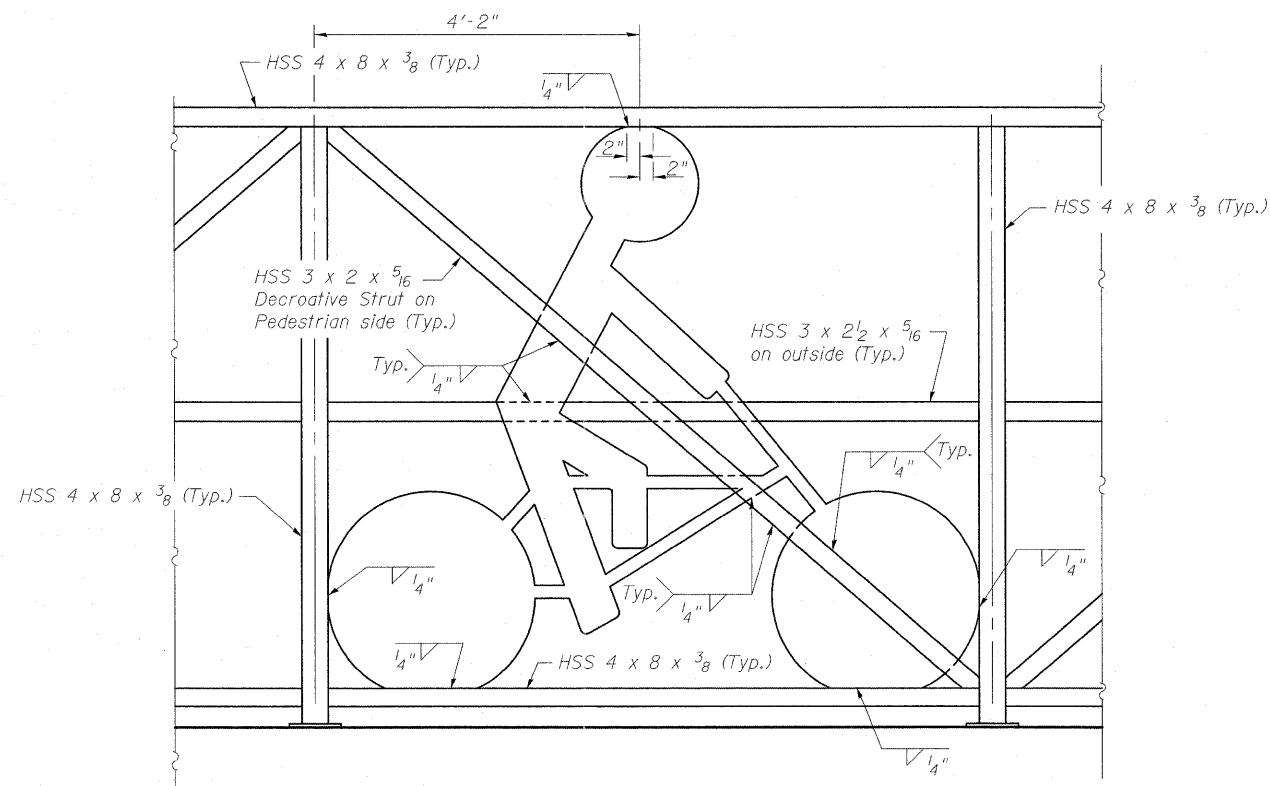 4'-2"
HSS 4 x 8 x 3/8 (Typ.)
1/4"
2"
2"
HSS 4 x 8 x 3/8 (Typ.)
HSS 3 x 2 x 5/16
Decroative Strut on
Pedestrian side (Typ.)
HSS 3 x 2 1/2 x 5/16
on outside (Typ.)
Typ.
1/4"
1/4"
Typ.
HSS 4 x 8 x 3/8 (Typ.)
1/4"
1/4"
Typ.
1/4"
1/4"
HSS 4 x 8 x 3/8 (Typ.)
1/4"